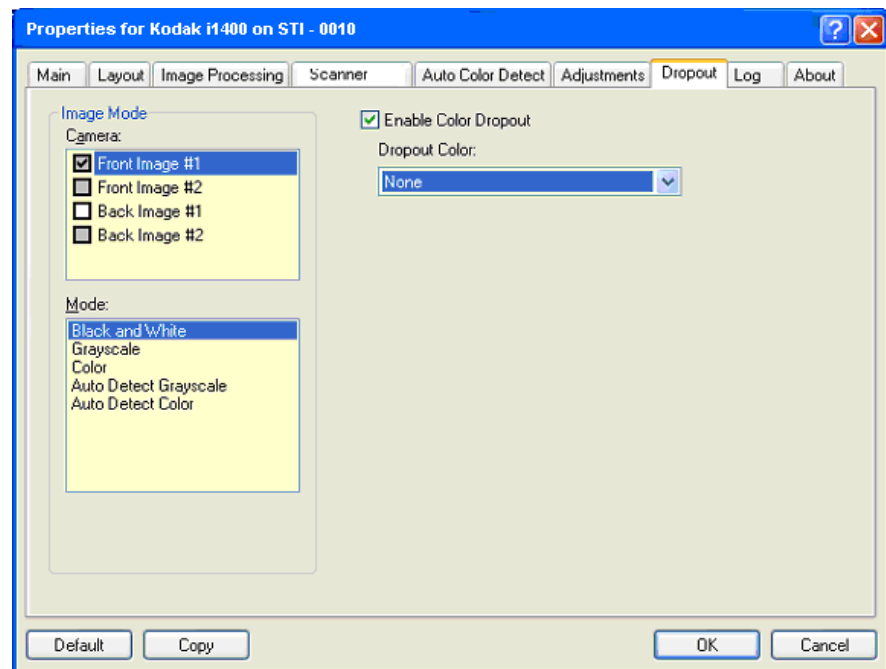 Properties for Kodak i1400 on STI - 0010
Main Layout Image Processing Scanner Auto Color Detect Adjustments Dropout Log About
Image Mode
Camera:
Front Image #1
Front Image #2
Back Image #1
Back Image #2
Mode:
Black and White
Grayscale
Color
Auto Detect Grayscale
Auto Detect Color
Enable Color Dropout
Dropout Color:
None
Default Copy OK Cancel